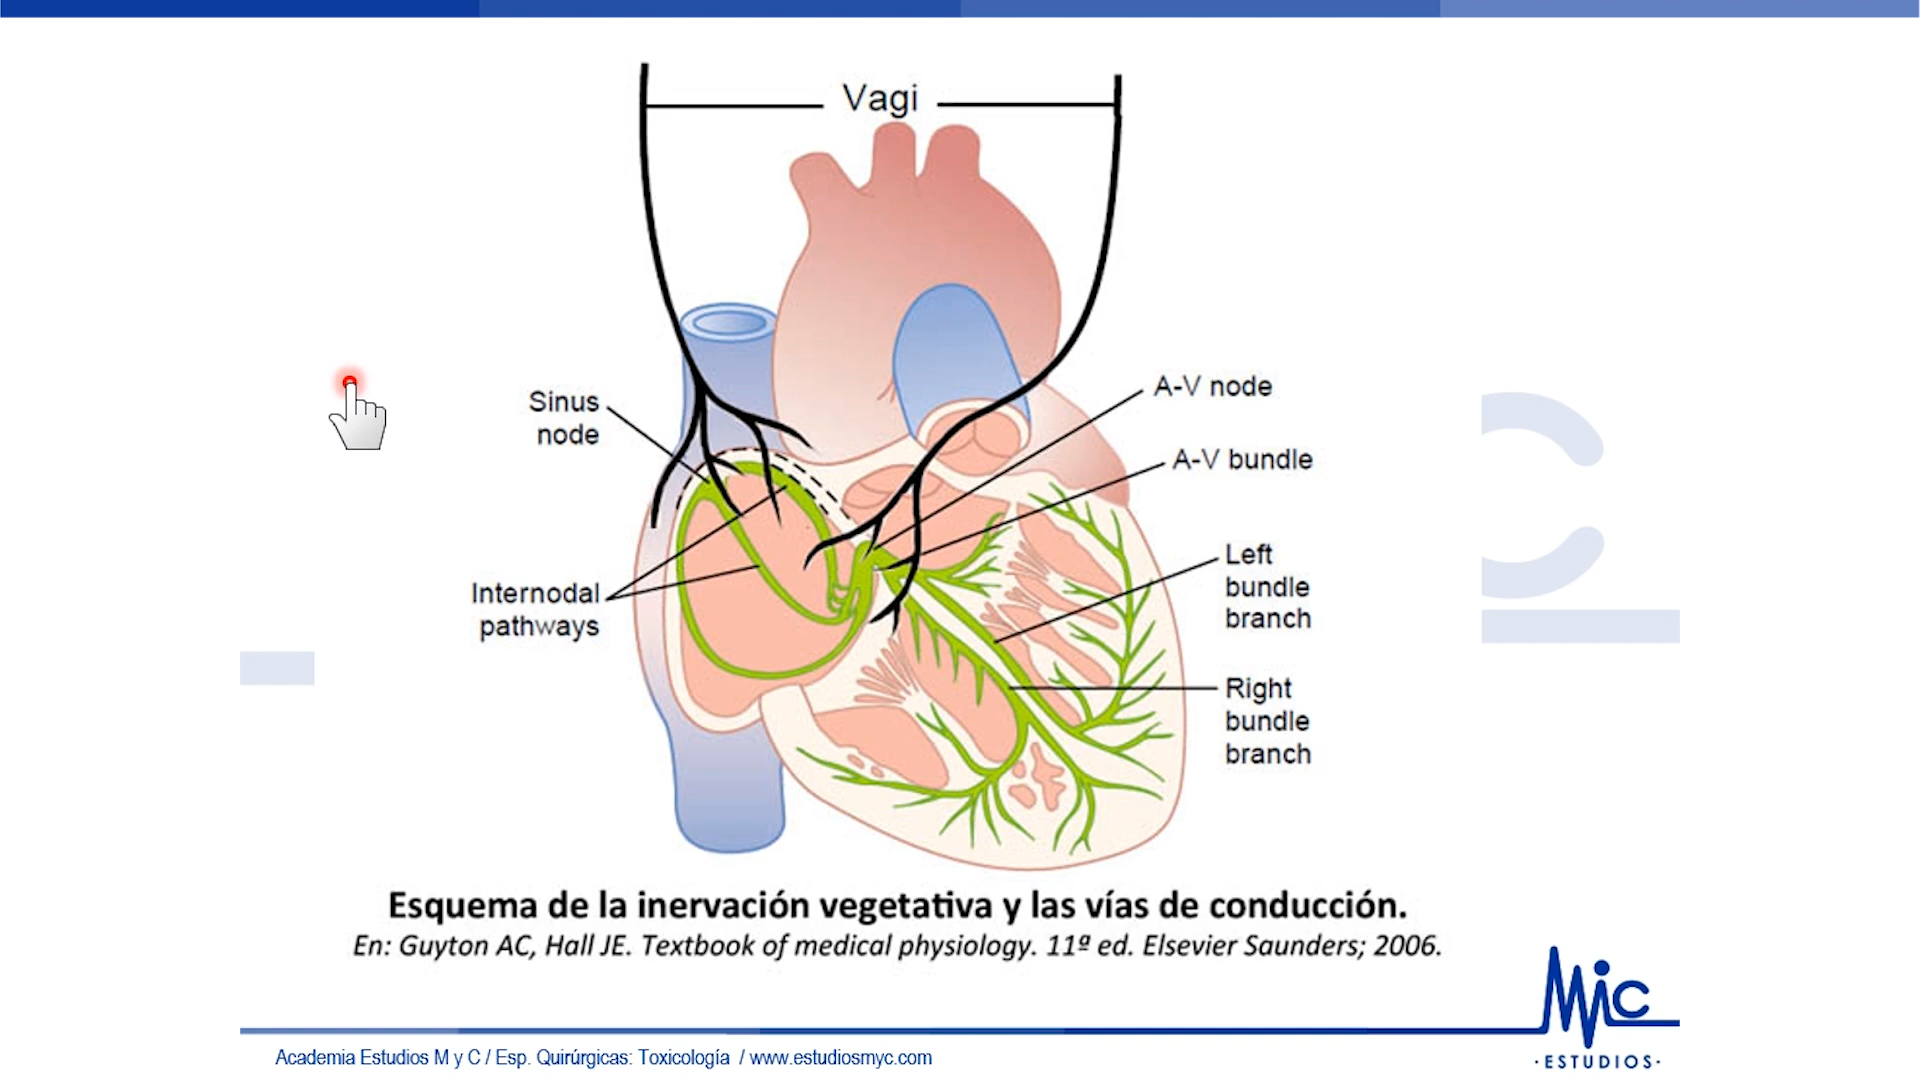 Vagi
Sinus
node
A-V node
A-V bundle
Internodal
pathways
Left
bundle
branch
Right
bundle
branch
Esquema de la inervación vegetativa y las vías de conducción.
En: Guyton AC, Hall JE. Textbook of medical physiology. 11ª ed. Elsevier Saunders; 2006.
Academia Estudios M y C / Esp. Quirúrgicas: Toxicología / www.estudiosmyc.com
MyC
·ESTUDIOS·